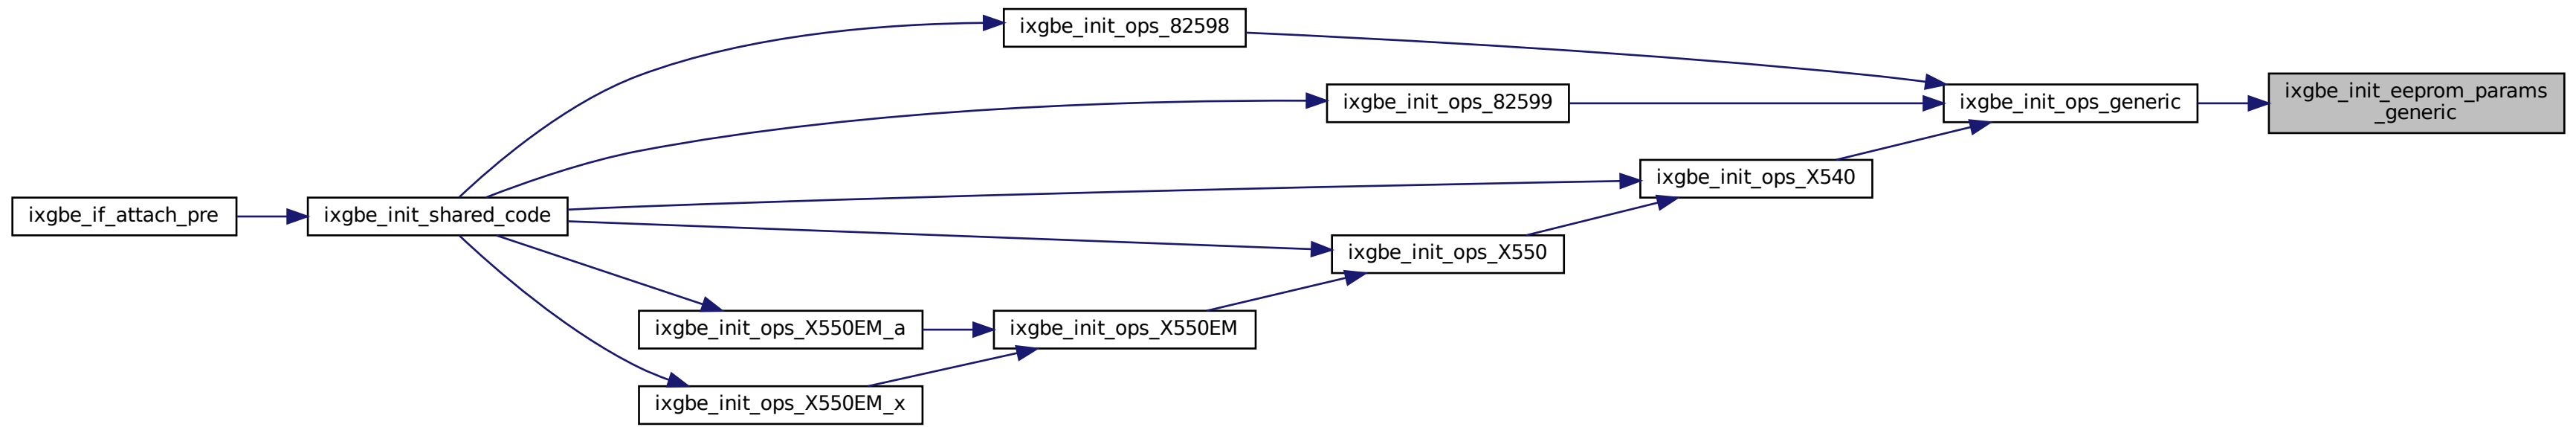 ixgbe_init_ops_82598
ixgbe_init_eeprom_params
_generic
ixgbe_init_ops_82599
ixgbe_init_ops_generic
ixgbe_init_ops_X540
ixgbe_if_attach_pre
ixgbe_init_shared_code
ixgbe_init_ops_X550
ixgbe_init_ops_X550EM_a
ixgbe_init_ops_X550EM
ixgbe_init_ops_X550EM_x